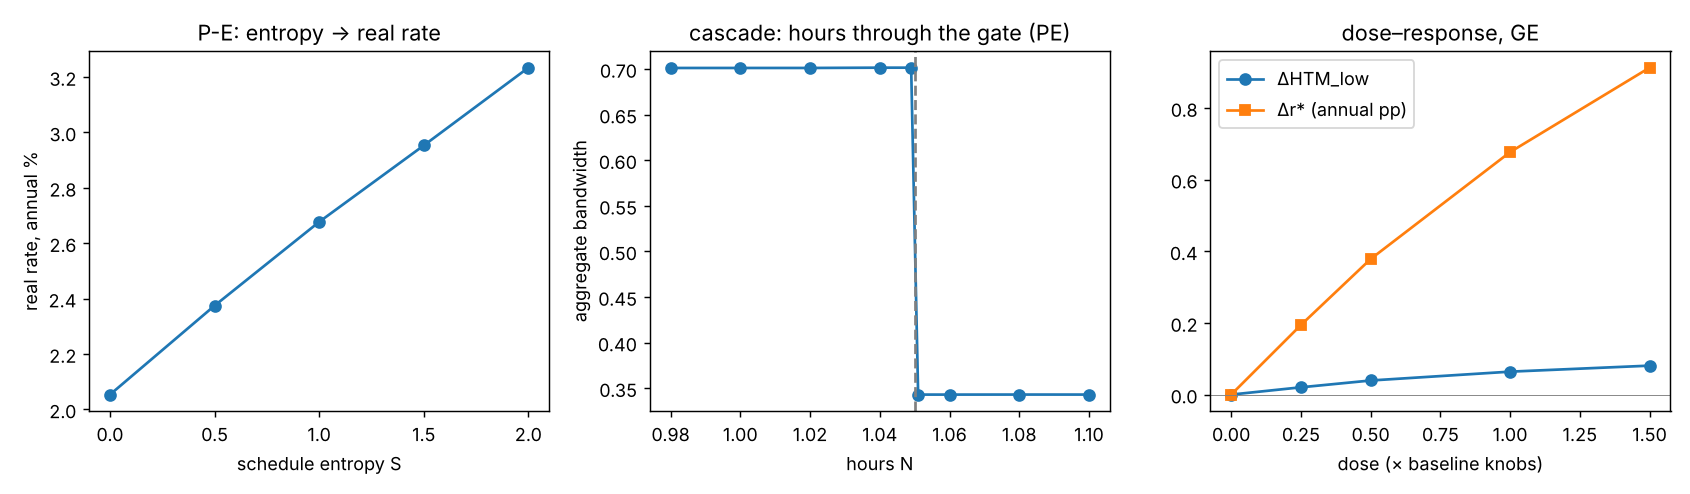 P-E: entropy → real rate
real rate, annual %
3.2
3.0
2.8
2.6
2.4
2.2
2.0
0.0 0.5 1.0 1.5 2.0
schedule entropy S
cascade: hours through the gate (PE)
aggregate bandwidth
0.70
0.65
0.60
0.55
0.50
0.45
0.40
0.35
0.98 1.00 1.02 1.04 1.06 1.08 1.10
hours N
dose–response, GE
ΔHTM_low
Δr* (annual pp)
0.8
0.6
0.4
0.2
0.0
0.00 0.25 0.50 0.75 1.00 1.25 1.50
dose (× baseline knobs)